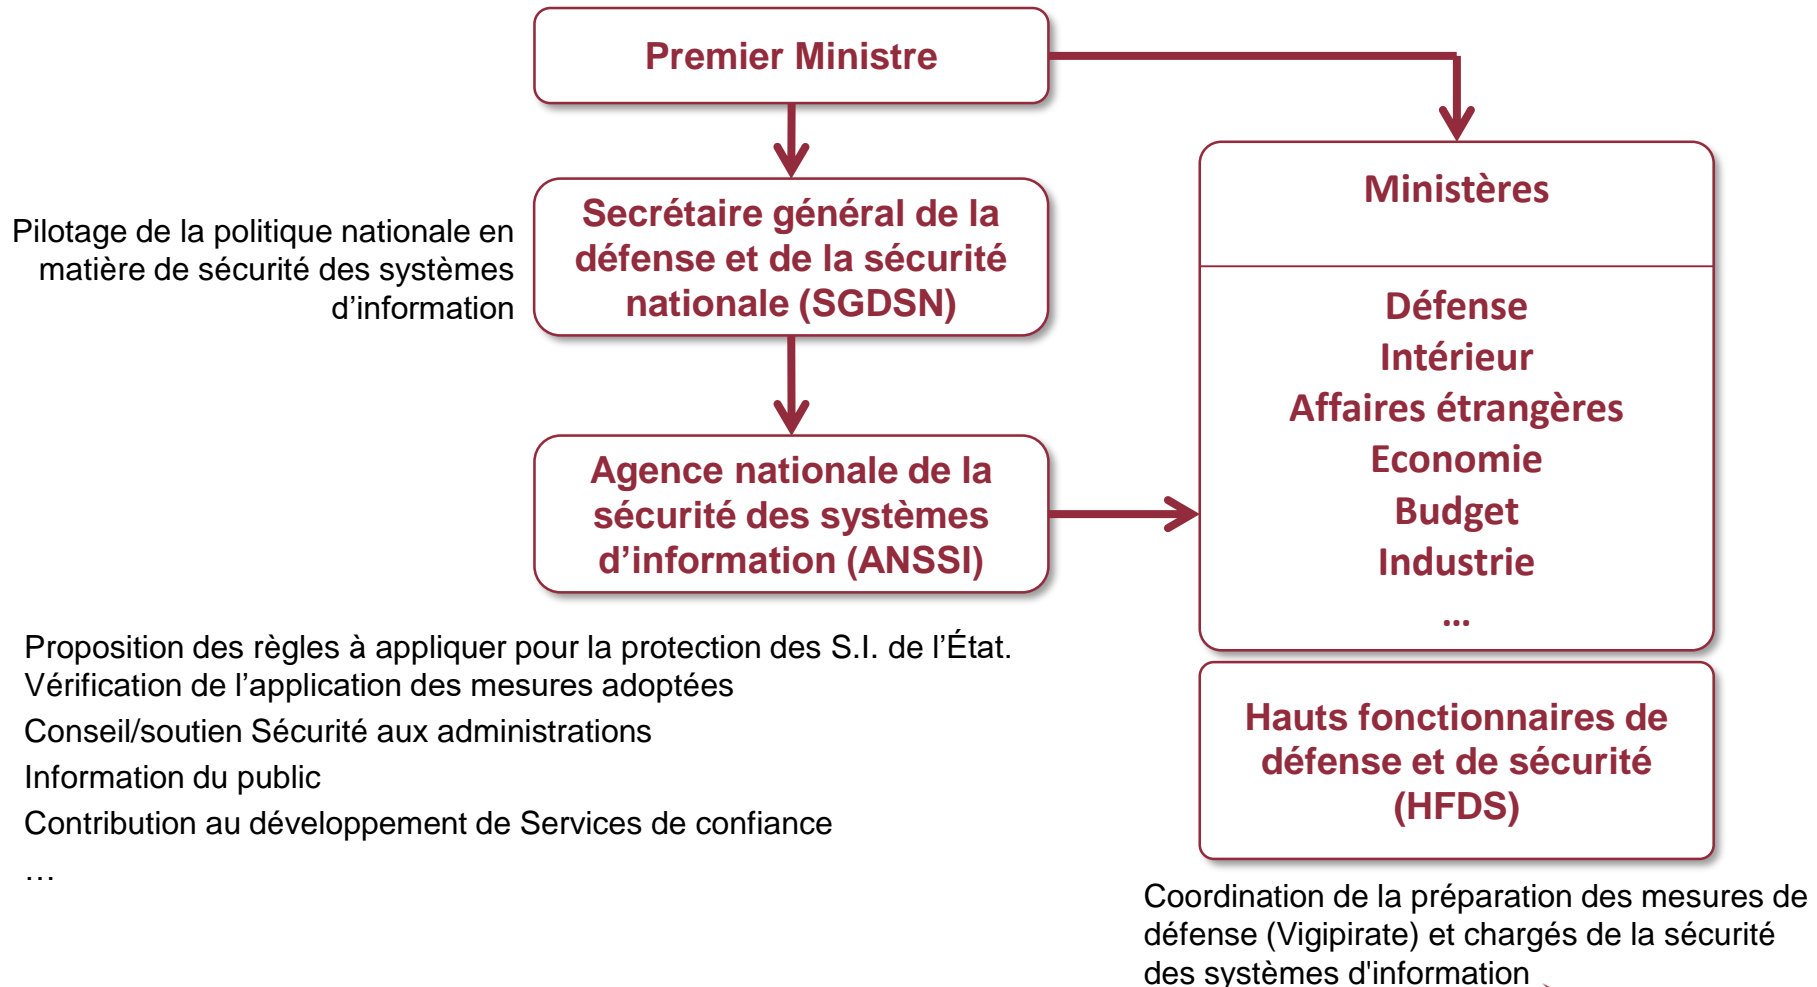 Premier Ministre
Secrétaire général de la
défense et de la sécurité
nationale (SGDSN)
Pilotage de la politique nationale en
matière de sécurité des systèmes
d’information
Agence nationale de la
sécurité des systèmes
d’information (ANSSI)
Proposition des règles à appliquer pour la protection des S.I. de l’État.
Vérification de l’application des mesures adoptées
Conseil/soutien Sécurité aux administrations
Information du public
Contribution au développement de Services de confiance
…
Ministères
Défense
Intérieur
Affaires étrangères
Economie
Budget
Industrie
…
Hauts fonctionnaires de
défense et de sécurité
(HFDS)
Coordination de la préparation des mesures de
défense (Vigipirate) et chargés de la sécurité
des systèmes d'information